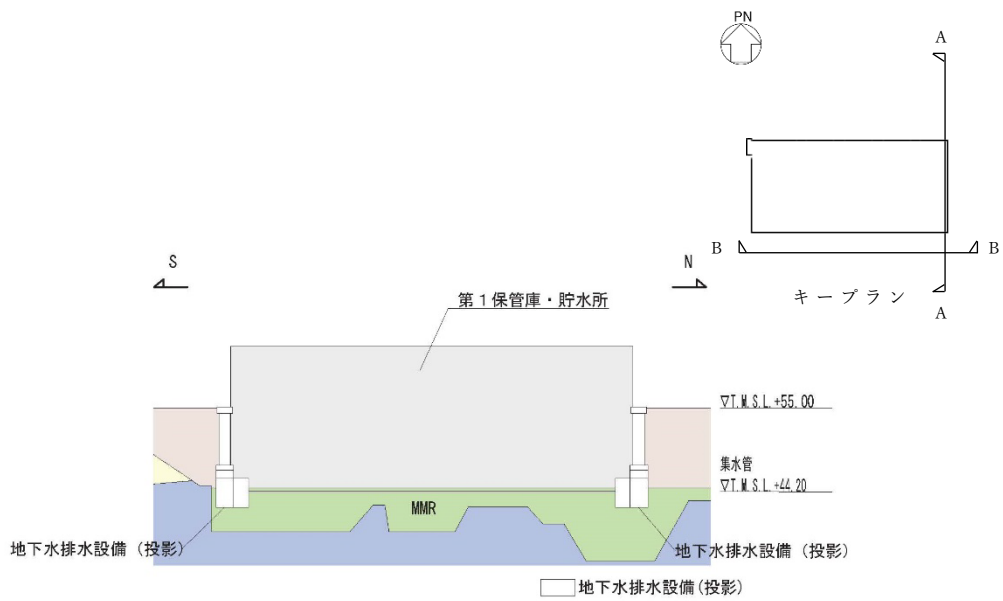 PN
A
B
B
キープラン
A
S
N
第1保管庫・貯水所
▽T.M.S.L.+55.00
集水管
▽T.M.S.L.+44.20
MMR
地下水排水設備(投影)
地下水排水設備(投影)
地下水排水設備(投影)